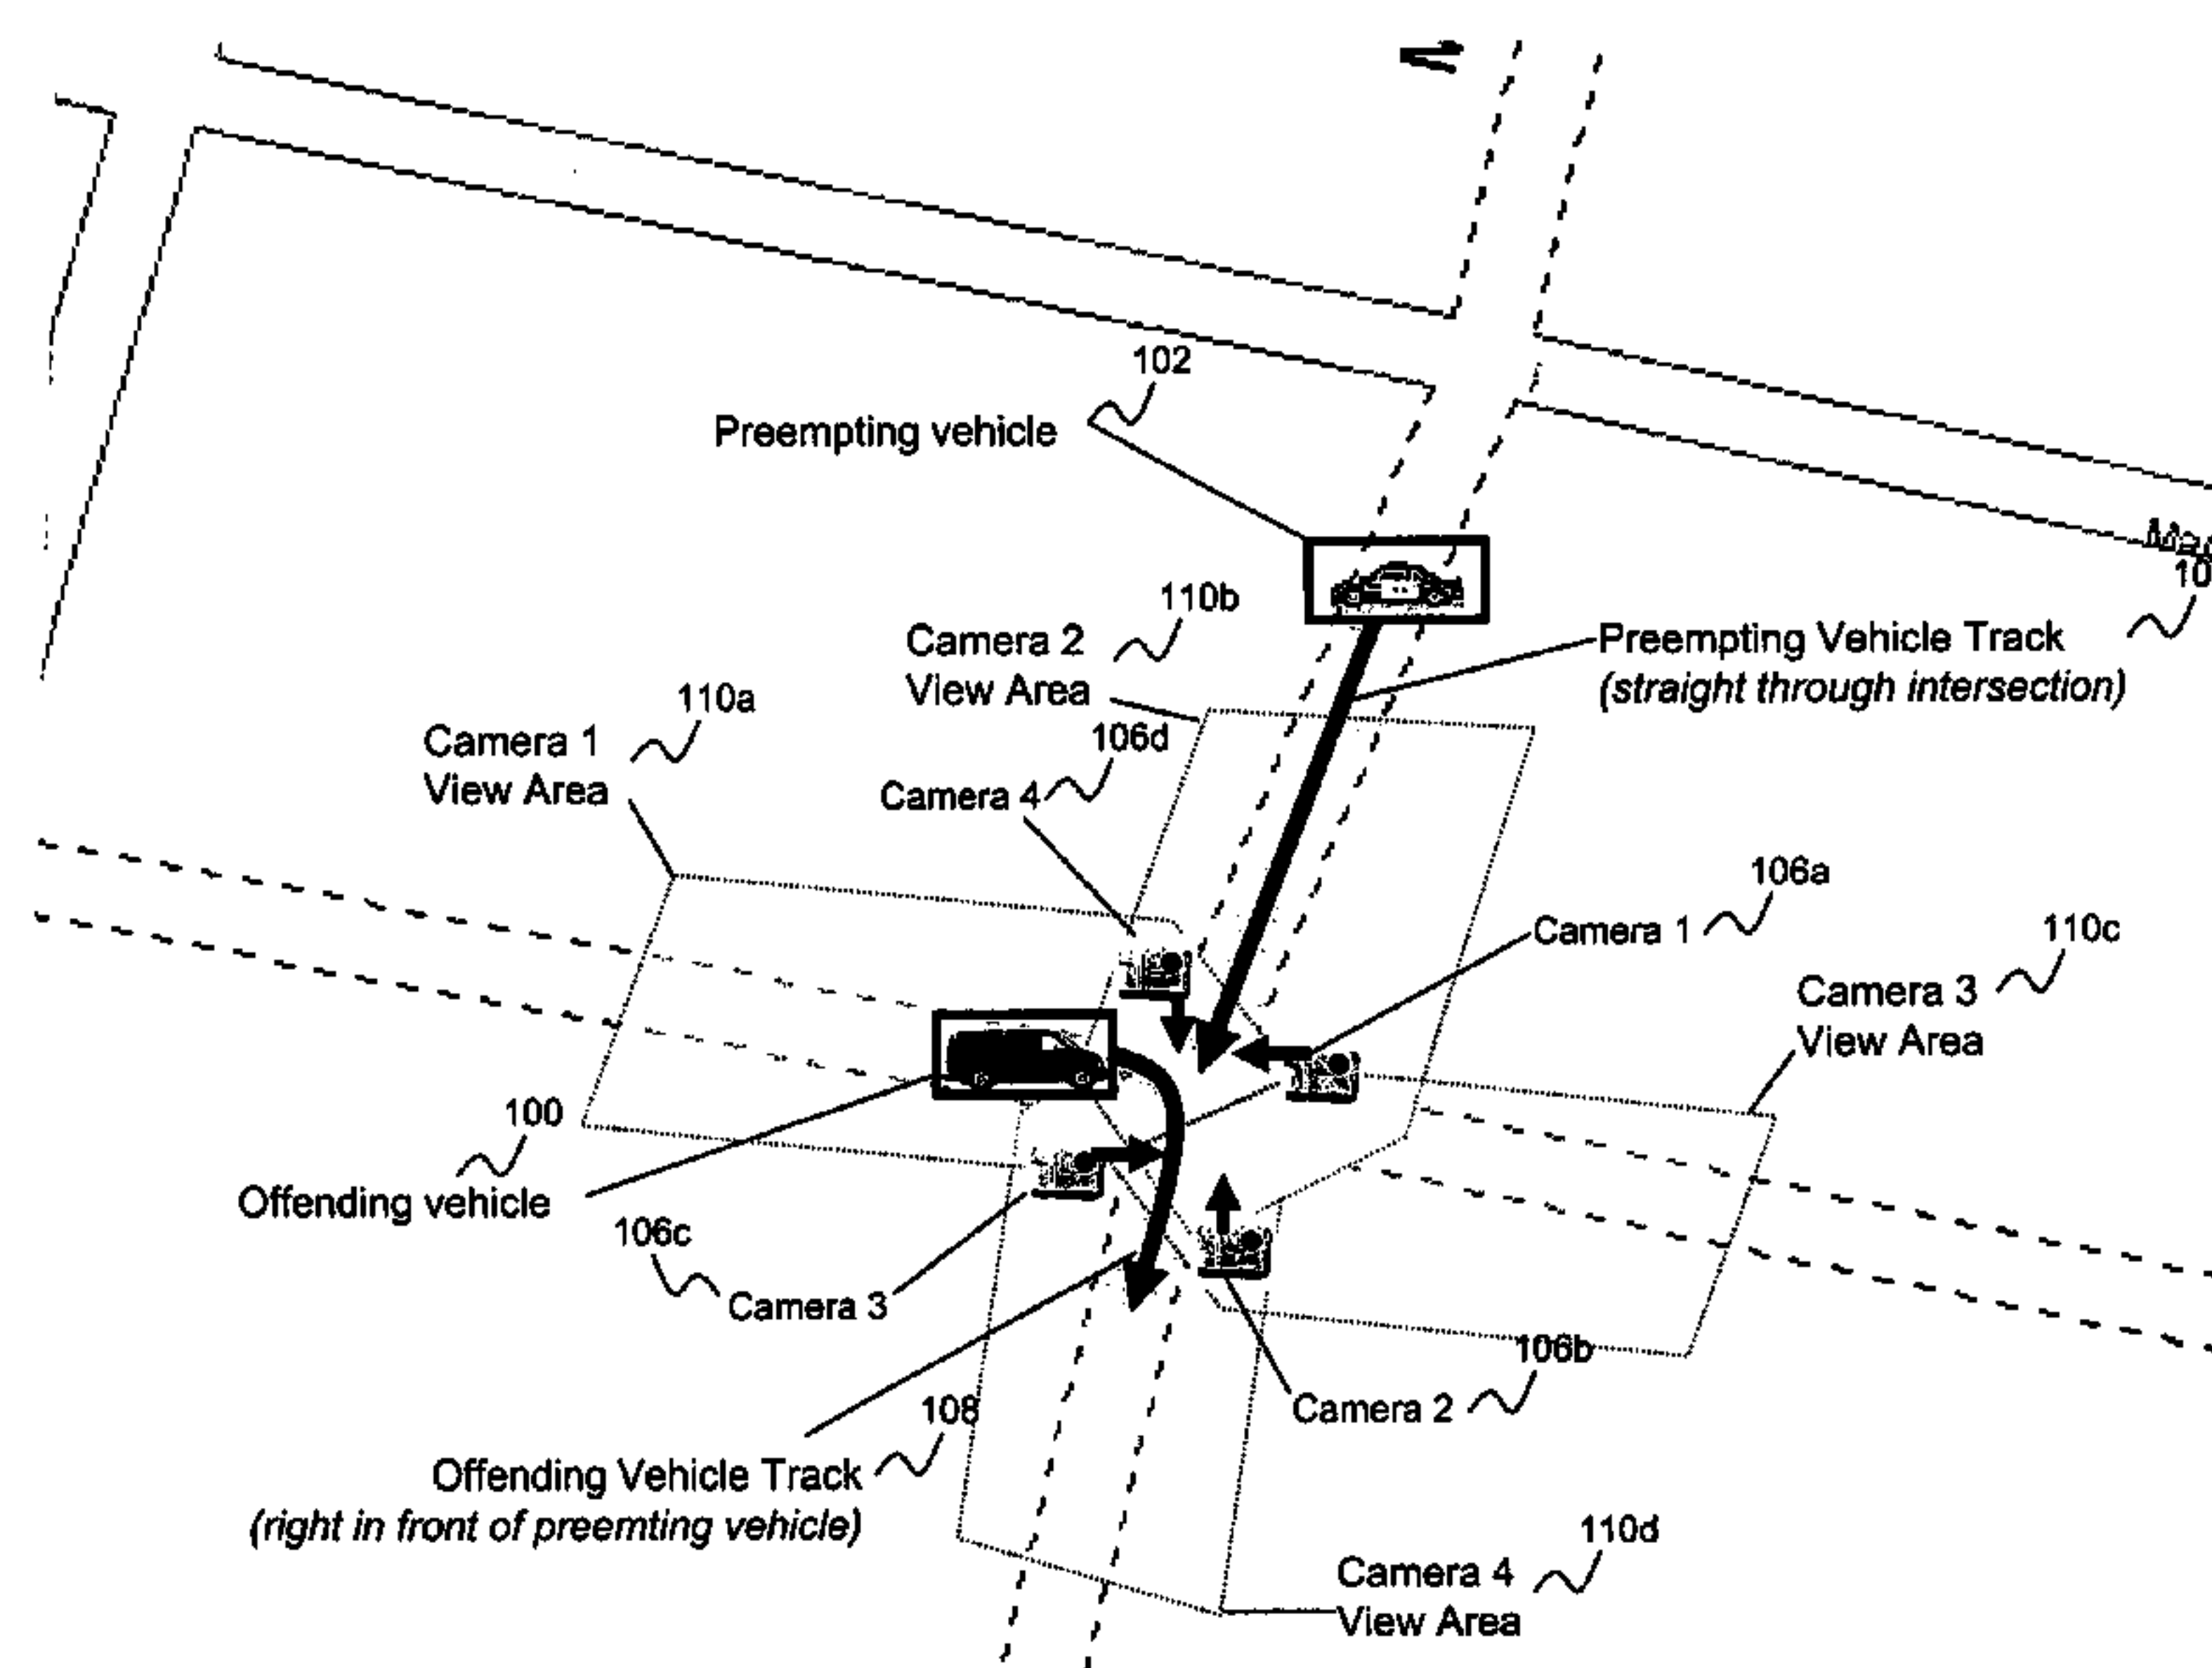 102
Preempting vehicle
110b
Camera 2
View Area
Preempting Vehicle Track
(straight through intersection)
110a
Camera 1
View Area
106d
Camera 4
106a
Camera 1
110c
Camera 3
View Area
100
Offending vehicle
106c
Camera 3
106b
Camera 2
108
Offending Vehicle Track
(right in front of preemting vehicle)
110d
Camera 4
View Area